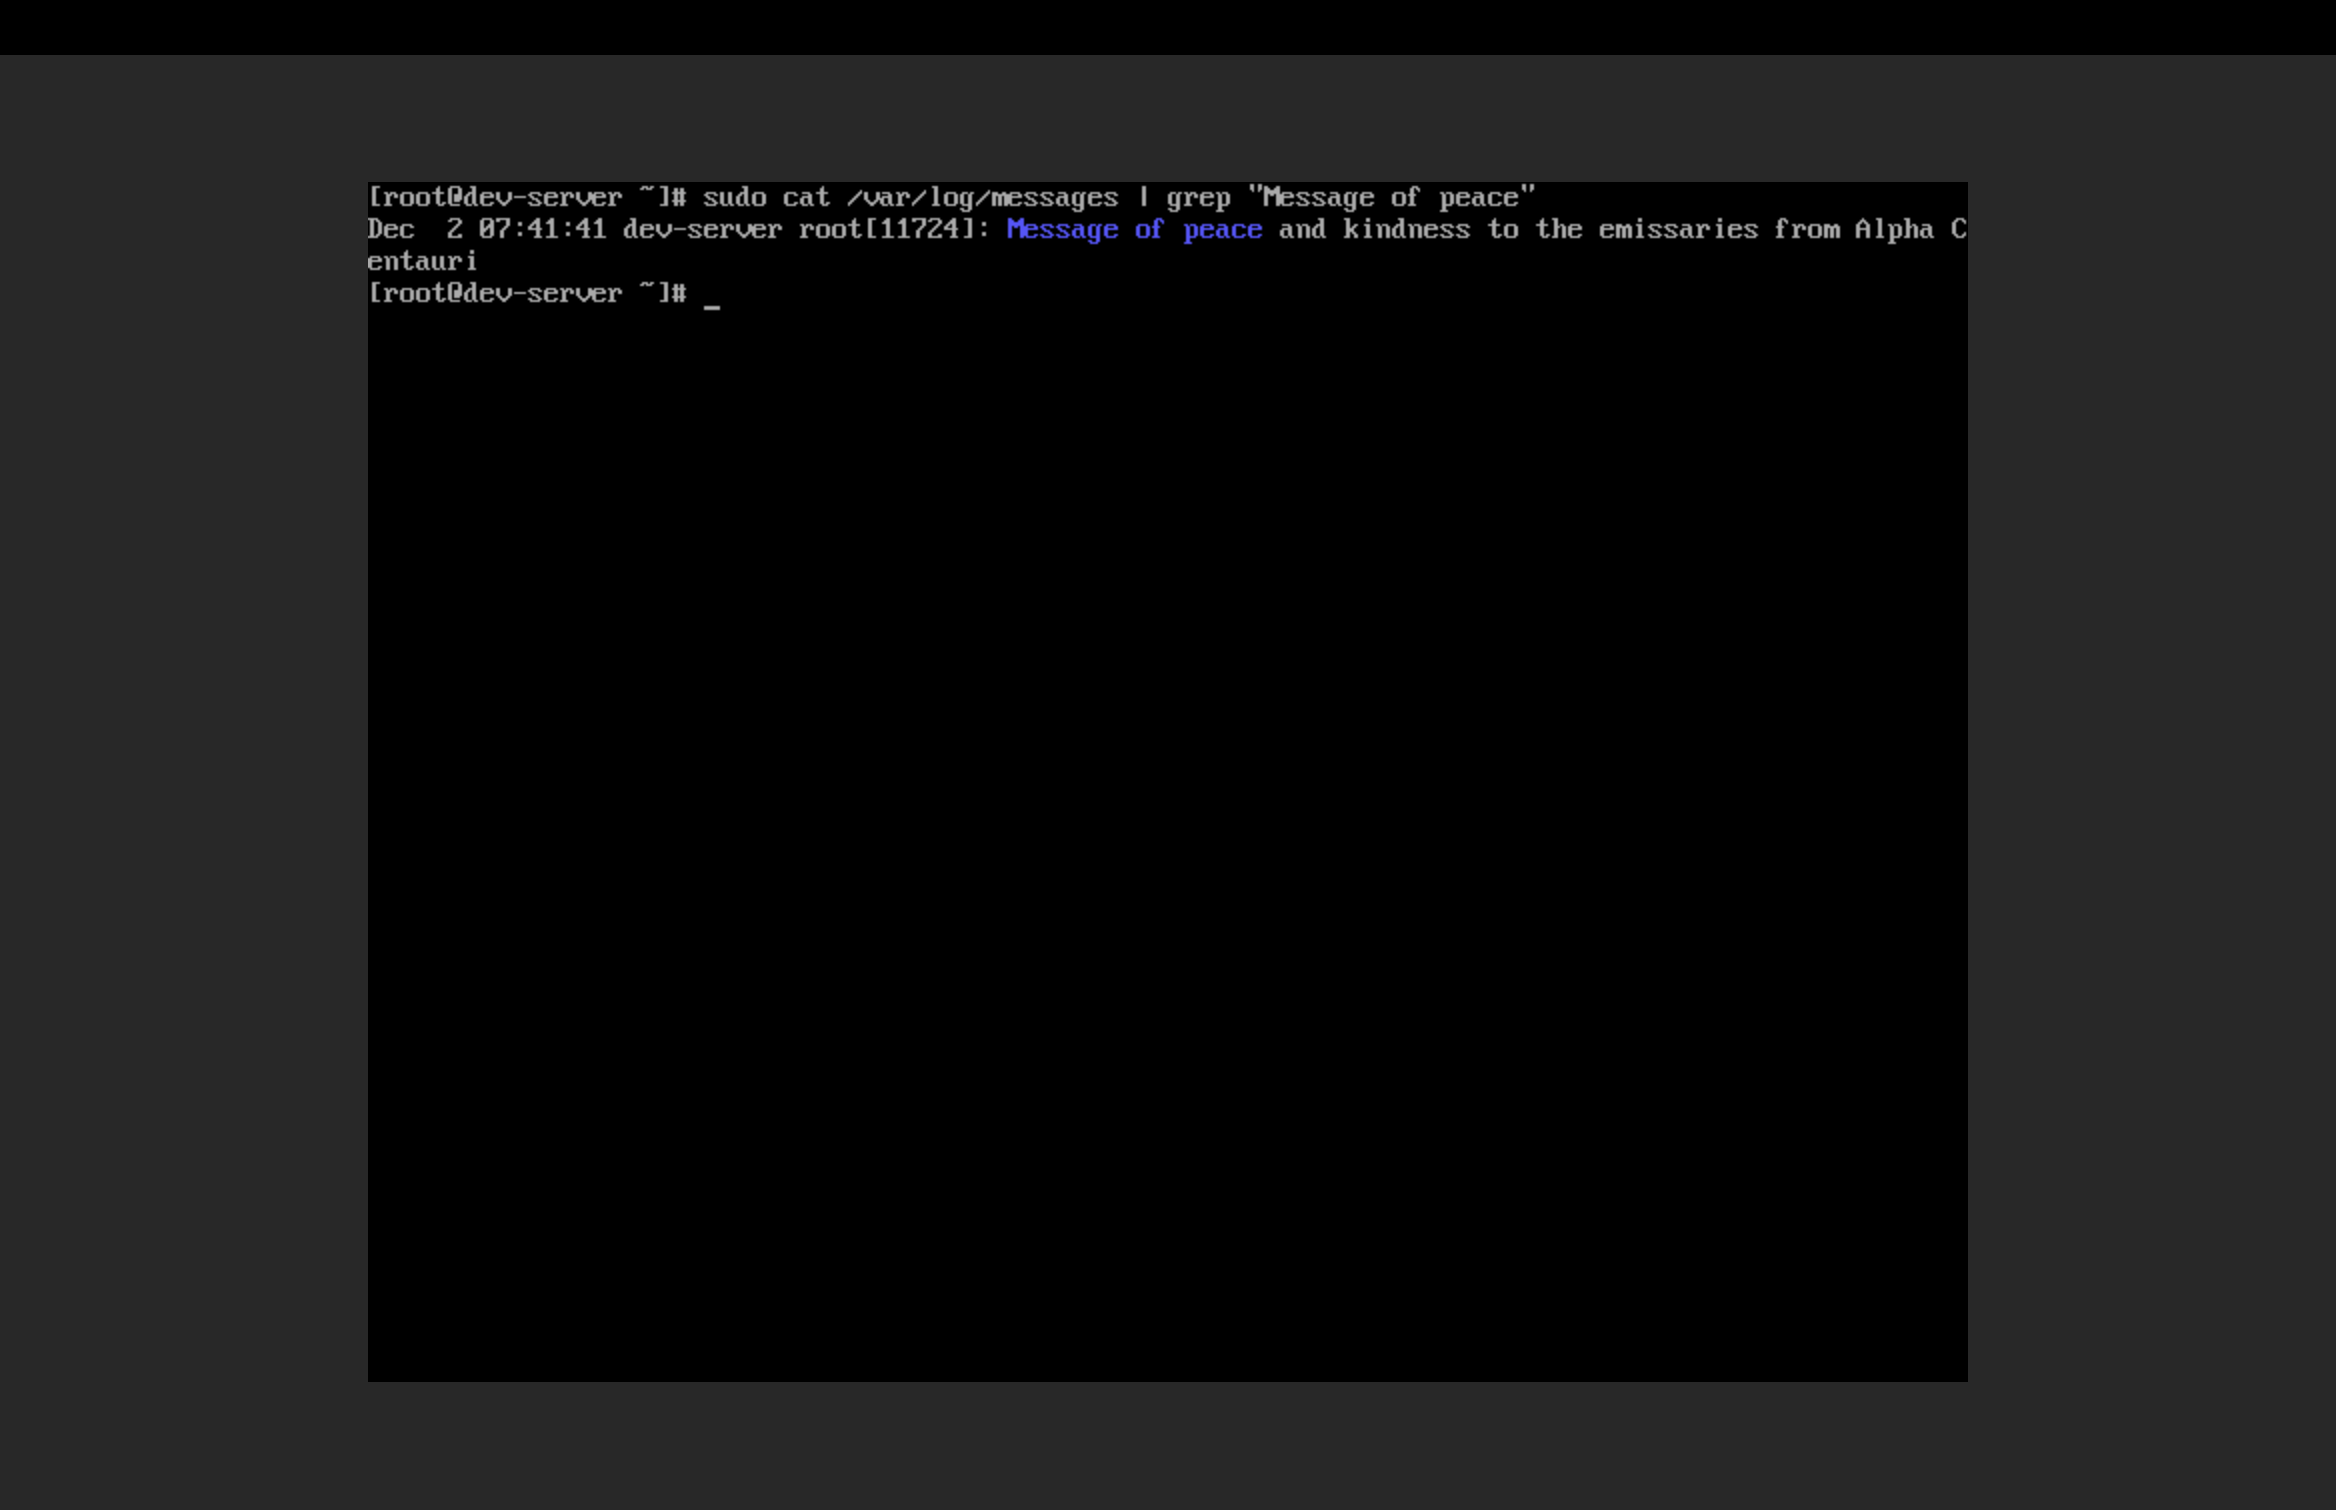 [root@dev-server ~]# sudo cat /var/log/messages | grep "Message of peace"
Dec  2 07:41:41 dev-server root[11724]: Message of peace and kindness to the emissaries from Alpha C
entauri
[root@dev-server ~]# _